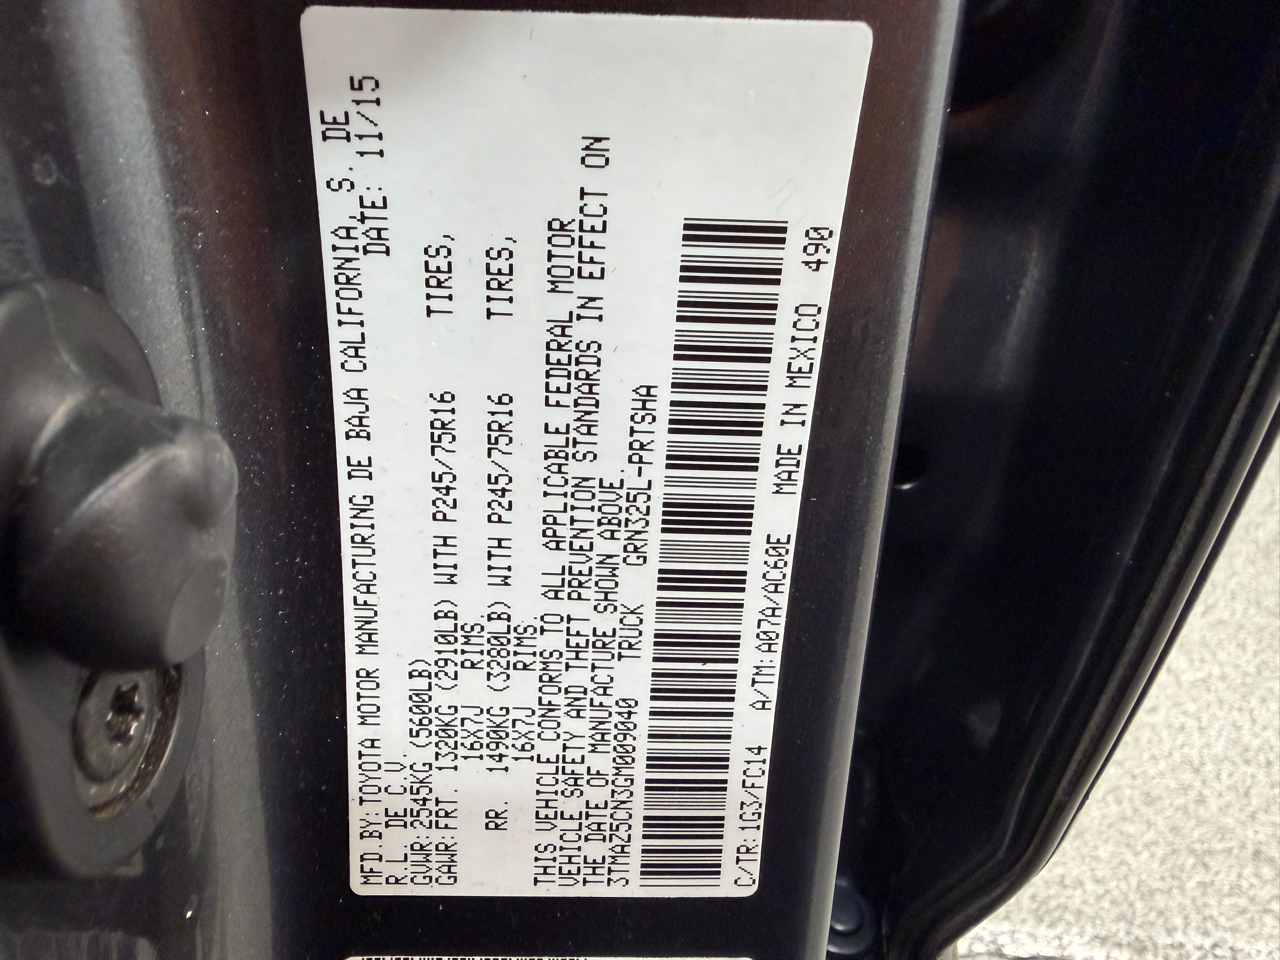 MFD.BY:TOYOTA MOTOR MANUFACTURING DE BAJA CALIFORNIA, S. DE
R.L. DE C.V. DATE: 11/15
GVWR:2545KG (5600LB)
GAWR:FRT. 1320KG (2910LB) WITH P245/75R16 TIRES,
16X7J RIMS.
RR. 1490KG (3280LB) WITH P245/75R16 TIRES,
16X7J RIMS.
THIS VEHICLE CONFORMS TO ALL APPLICABLE FEDERAL MOTOR
VEHICLE SAFETY AND THEFT PREVENTION STANDARDS IN EFFECT ON
THE DATE OF MANUFACTURE SHOWN ABOVE.
3TMAZ5CN3GM009040 TRUCK GRN325L-PRTSHA
C/TR:1G3/FC14 A/TM:A07A/AC60E MADE IN MEXICO 490